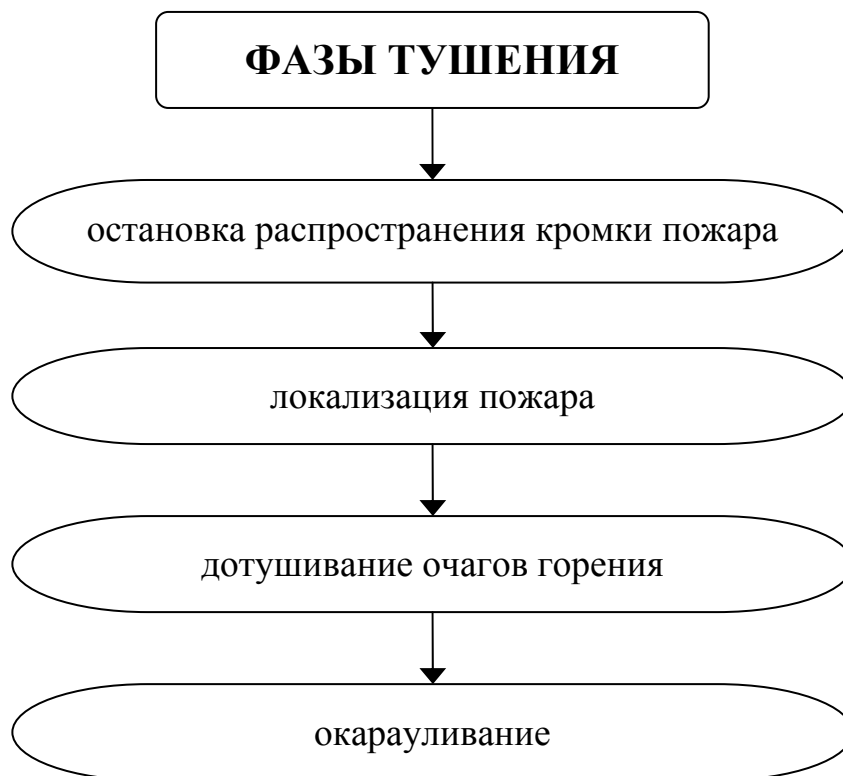 ФАЗЫ ТУШЕНИЯ
остановка распространения кромки пожара
локализация пожара
дотушивание очагов горения
окарауливание